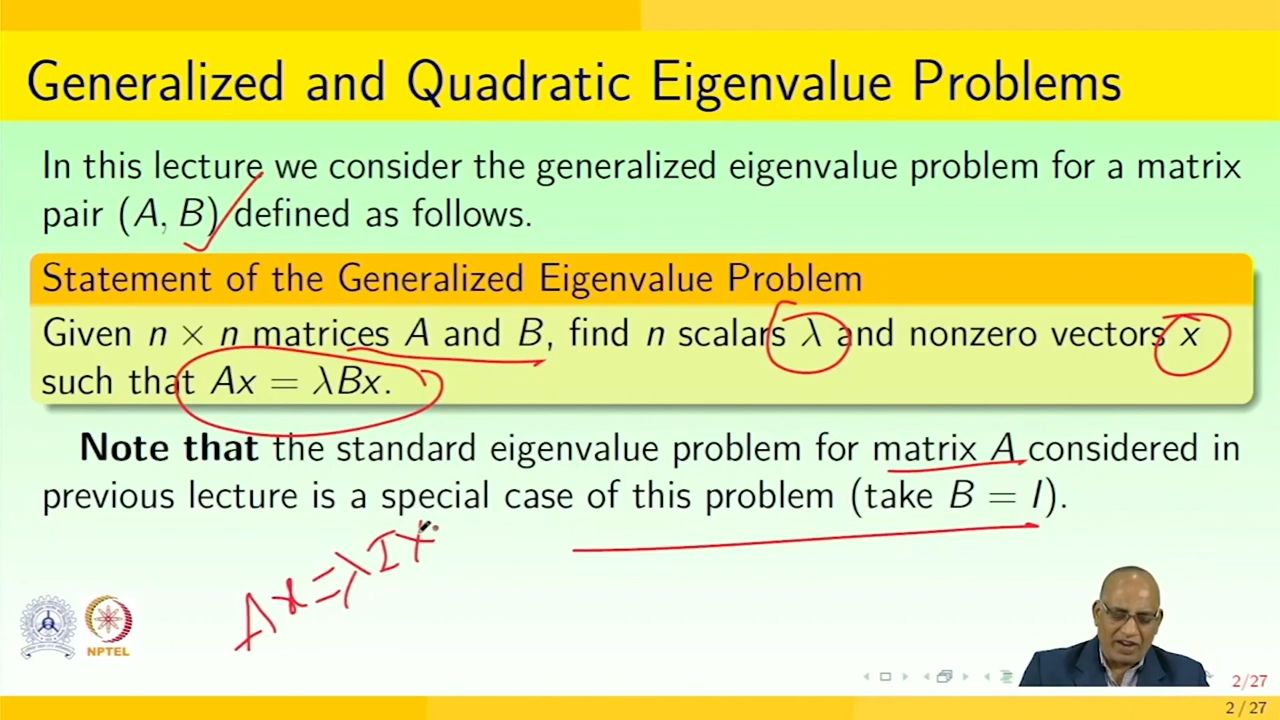 Generalized and Quadratic Eigenvalue Problems
In this lecture we consider the generalized eigenvalue problem for a matrix
pair (A, B) defined as follows.
Statement of the Generalized Eigenvalue Problem
Given n × n matrices A and B, find n scalars λ and nonzero vectors x
such that Ax = λBx.
Note that the standard eigenvalue problem for matrix A considered in
previous lecture is a special case of this problem (take B = I).
Ax = λIx
NPTEL
2/27
2 / 27